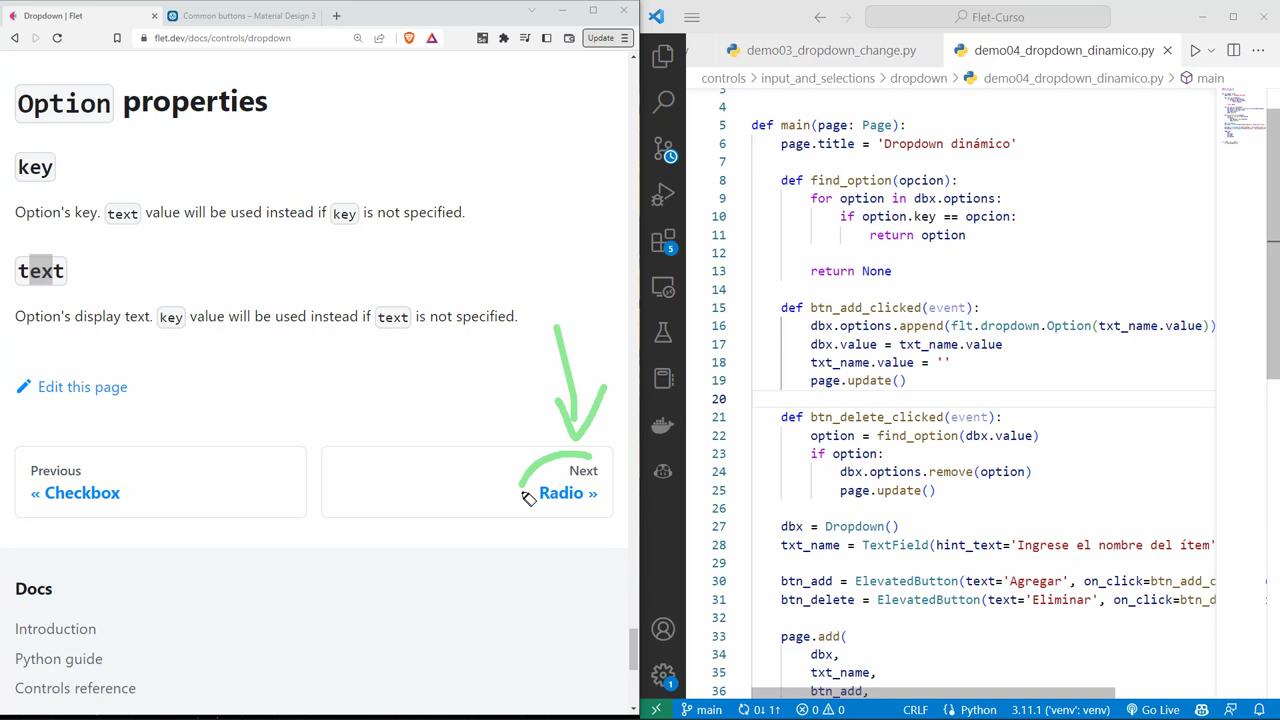 Dropdown | Flet
Common buttons – Material Design 3
flet.dev/docs/controls/dropdown
Update
Option properties
key
Option's key. text value will be used instead if key is not specified.
text
Option's display text. key value will be used instead if text is not specified.
Edit this page
Previous
« Checkbox
Next
Radio »
Docs
Introduction
Python guide
Controls reference
Flet-Curso
demo03_dropdown_change.py
demo04_dropdown_dinamico.py
controls
input_and_selections
dropdown
demo04_dropdown_dinamico.py
main
3
4
5 def main(page: Page):
6 page.title = 'Dropdown dinámico'
7
8 def find_option(opcion):
9 for option in dbx.options:
10 if option.key == opcion:
11 return option
12
13 return None
14
15 def btn_add_clicked(event):
16 dbx.options.append(flt.dropdown.Option(txt_name.value))
17 dbx.value = txt_name.value
18 txt_name.value = ''
19 page.update()
20
21 def btn_delete_clicked(event):
22 option = find_option(dbx.value)
23 if option:
24 dbx.options.remove(option)
25 page.update()
26
27 dbx = Dropdown()
28 txt_name = TextField(hint_text='Ingrese el nombre del ítem'
29
30 btn_add = ElevatedButton(text='Agregar', on_click=btn_add_c
31 btn_delete = ElevatedButton(text='Eliminar', on_click=btn_d
32
33 page.add(
34 dbx,
35 txt_name,
36 btn_add,
5
1
main
0↓ 1↑
0
0
CRLF
Python
3.11.1 ('venv': venv)
Go Live